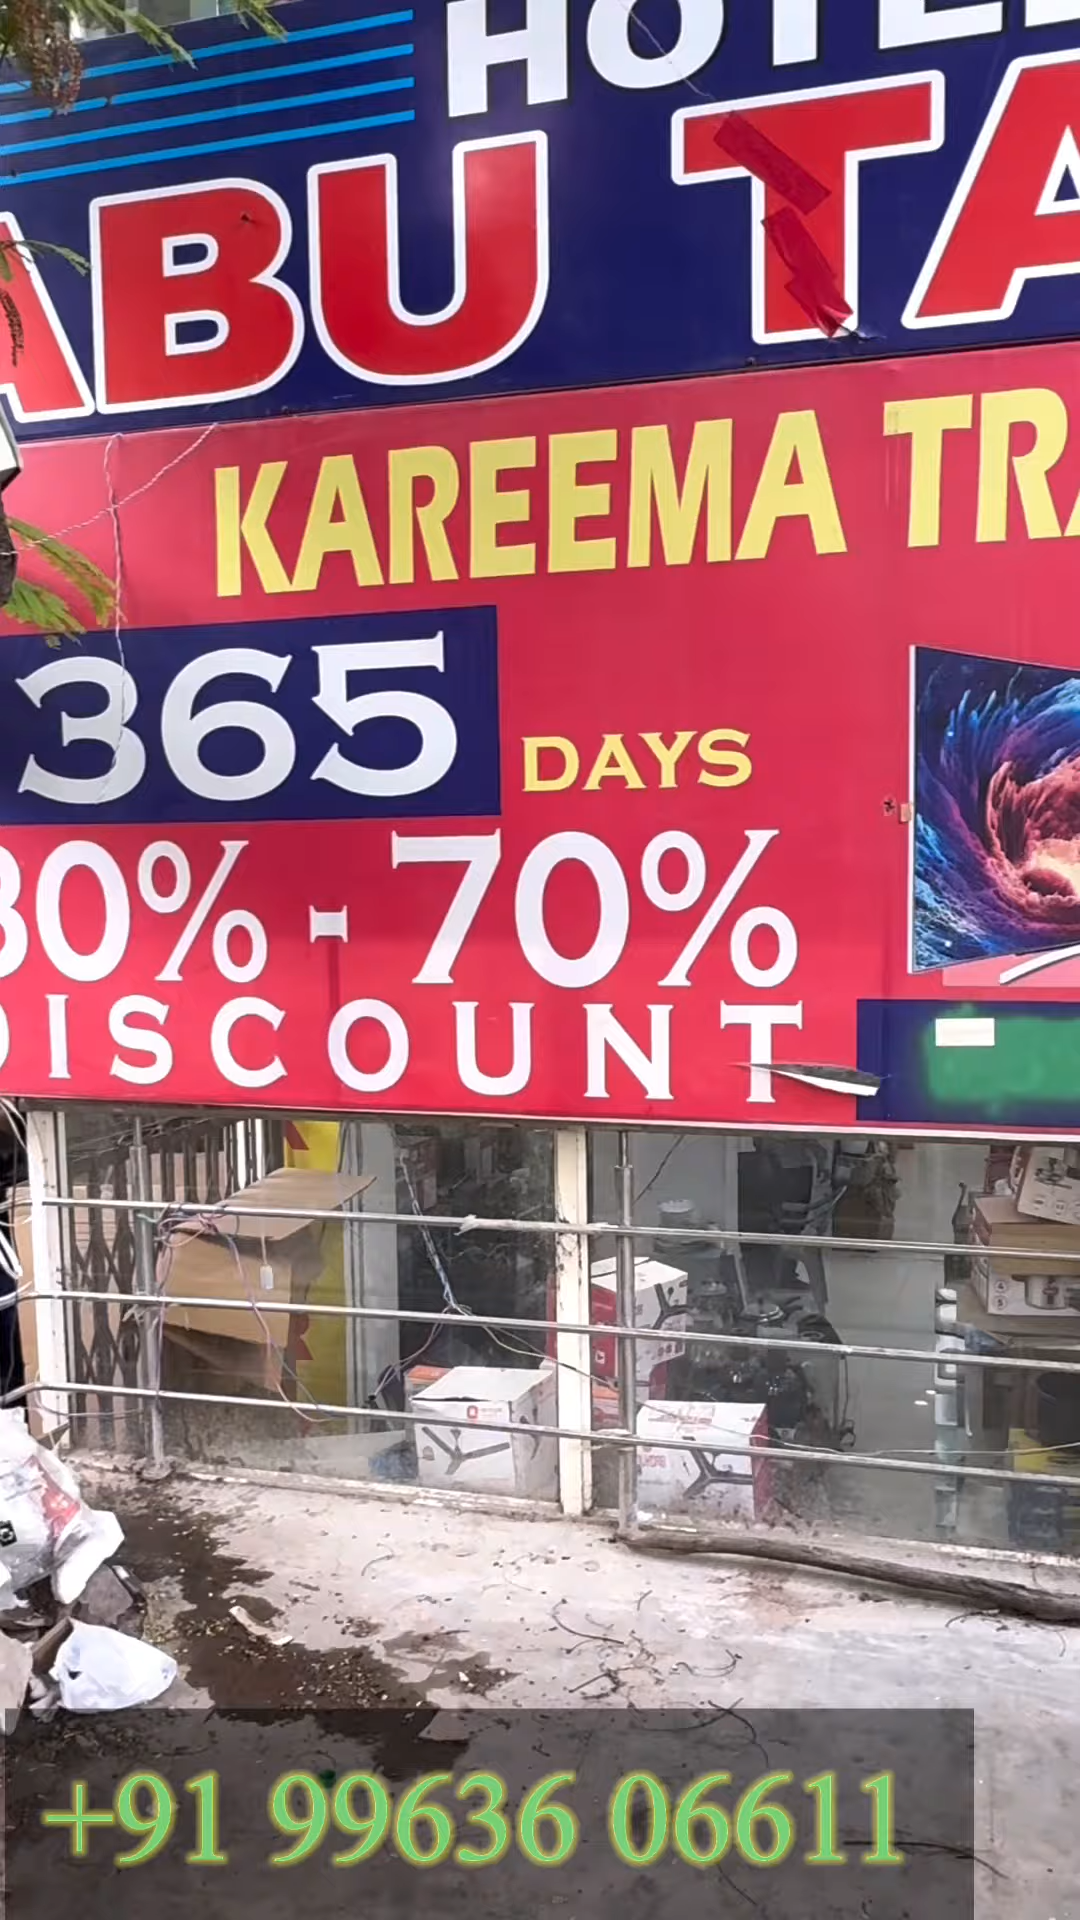 HOTEL
ABU TA
KAREEMA TRA
365 DAYS
30% - 70%
DISCOUNT
+91 99636 06611